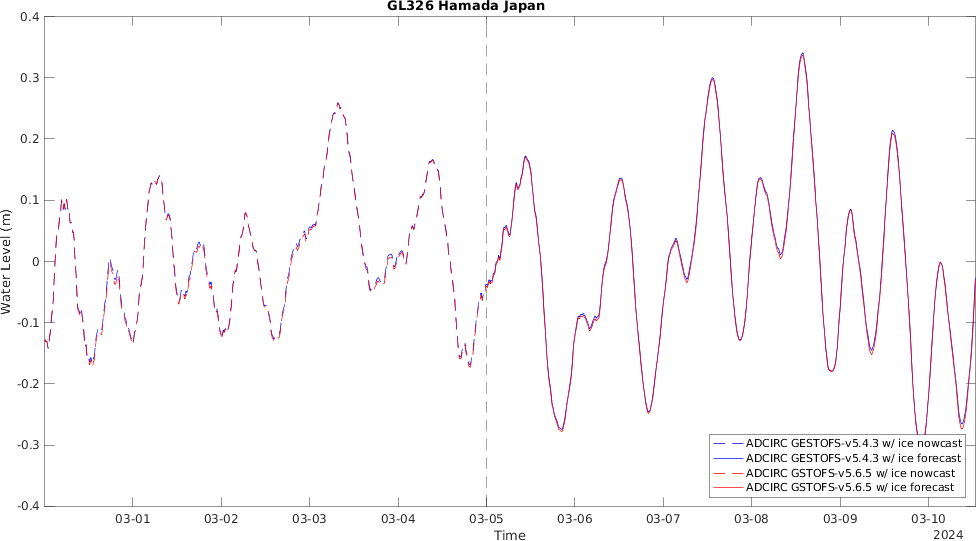 GL326 Hamada Japan
0.4
0.3
0.2
0.1
0
-0.1
-0.2
-0.3
-0.4
Water Level (m)
03-01 03-02 03-03 03-04 03-05 03-06 03-07 03-08 03-09 03-10
Time
2024
ADCIRC GESTOFS-v5.4.3 w/ ice nowcast
ADCIRC GESTOFS-v5.4.3 w/ ice forecast
ADCIRC GSTOFS-v5.6.5 w/ ice nowcast
ADCIRC GSTOFS-v5.6.5 w/ ice forecast